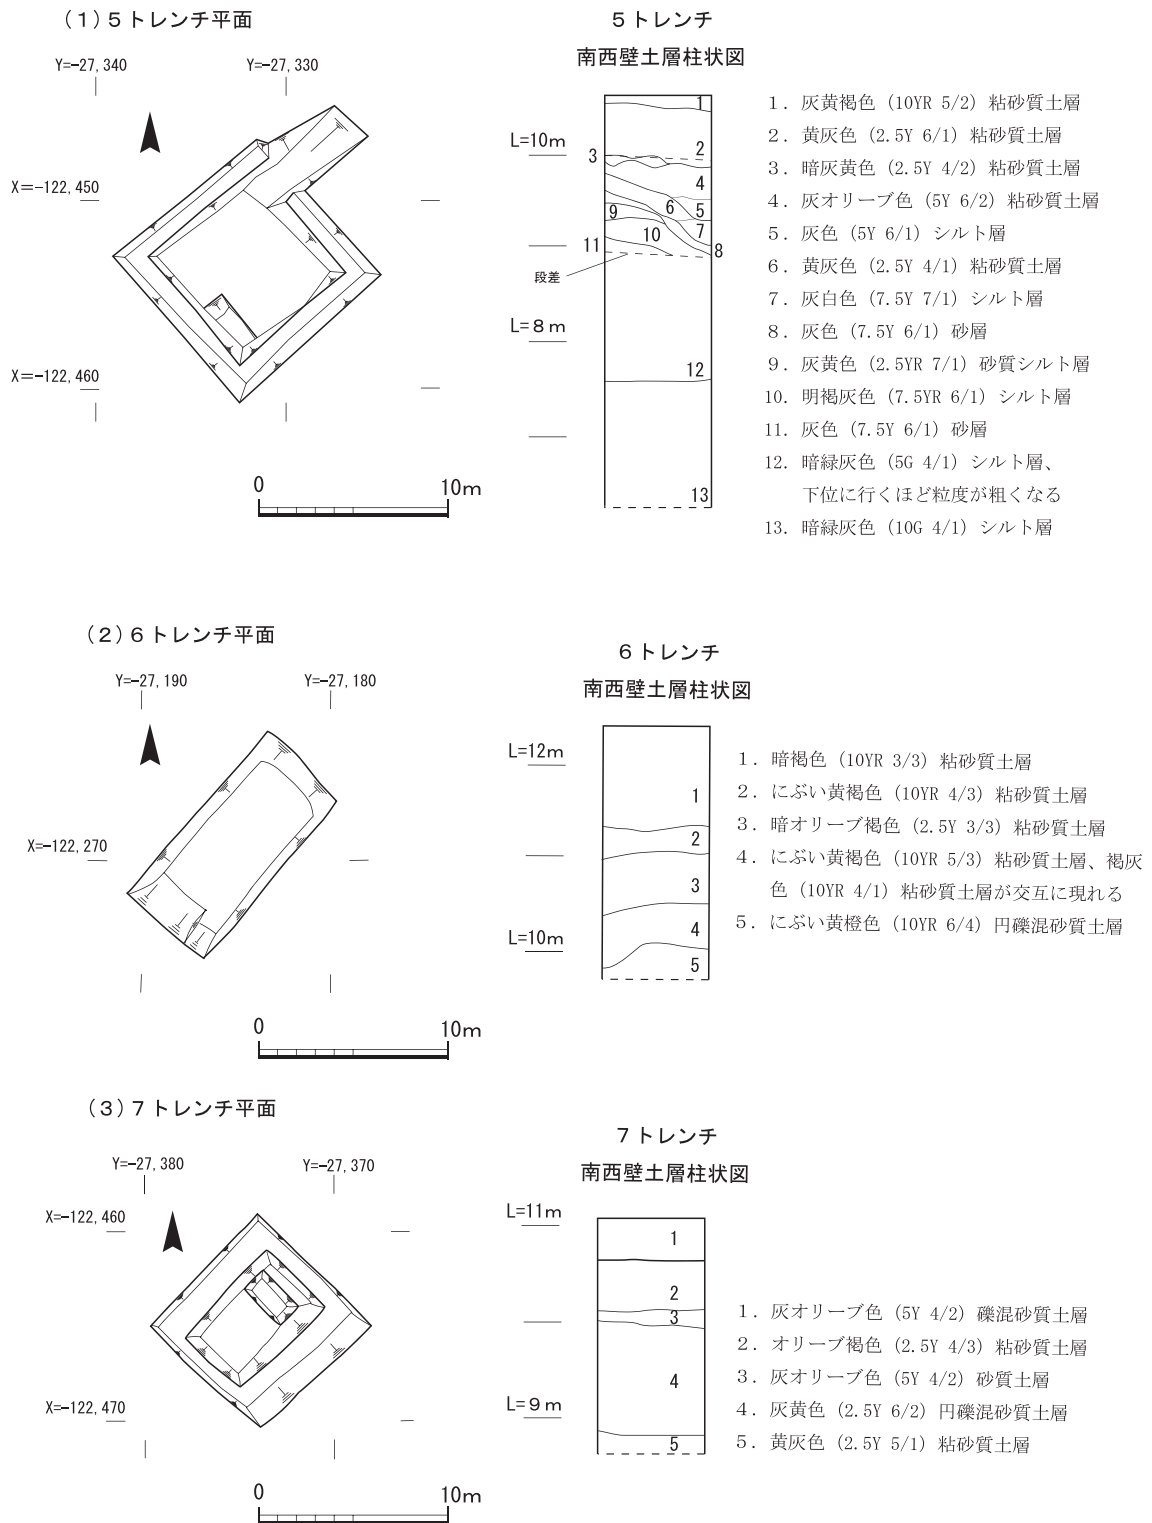 (1)5トレンチ平面
Y=-27,340
Y=-27,330
X=-122,450
X=-122,460
0
10m
5トレンチ
南西壁土層柱状図
L=10m
L=8m
段差
1
2
3
4
5
6
7
8
9
10
11
12
13
1．灰黄褐色（10YR 5/2）粘砂質土層
2．黄灰色（2.5Y 6/1）粘砂質土層
3．暗灰黄色（2.5Y 4/2）粘砂質土層
4．灰オリーブ色（5Y 6/2）粘砂質土層
5．灰色（5Y 6/1）シルト層
6．黄灰色（2.5Y 4/1）粘砂質土層
7．灰白色（7.5Y 7/1）シルト層
8．灰色（7.5Y 6/1）砂層
9．灰黄色（2.5YR 7/1）砂質シルト層
10．明褐灰色（7.5YR 6/1）シルト層
11．灰色（7.5Y 6/1）砂層
12．暗緑灰色（5G 4/1）シルト層、
下位に行くほど粒度が粗くなる
13．暗緑灰色（10G 4/1）シルト層
(2)6トレンチ平面
Y=-27,190
Y=-27,180
X=-122,270
0
10m
6トレンチ
南西壁土層柱状図
L=12m
L=10m
1
2
3
4
5
1．暗褐色（10YR 3/3）粘砂質土層
2．にぶい黄褐色（10YR 4/3）粘砂質土層
3．暗オリーブ褐色（2.5Y 3/3）粘砂質土層
4．にぶい黄褐色（10YR 5/3）粘砂質土層、褐灰
色（10YR 4/1）粘砂質土層が交互に現れる
5．にぶい黄橙色（10YR 6/4）円礫混砂質土層
(3)7トレンチ平面
Y=-27,380
Y=-27,370
X=-122,460
X=-122,470
0
10m
7トレンチ
南西壁土層柱状図
L=11m
L=9m
1
2
3
4
5
1．灰オリーブ色（5Y 4/2）礫混砂質土層
2．オリーブ褐色（2.5Y 4/3）粘砂質土層
3．灰オリーブ色（5Y 4/2）砂質土層
4．灰黄色（2.5Y 6/2）円礫混砂質土層
5．黄灰色（2.5Y 5/1）粘砂質土層